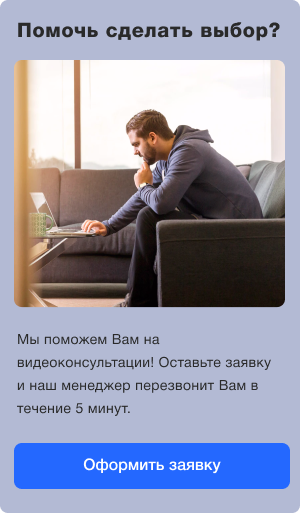 Помочь сделать выбор?
Мы поможем Вам на
видеоконсультации! Оставьте заявку
и наш менеджер перезвонит Вам в
течение 5 минут.
Оформить заявку